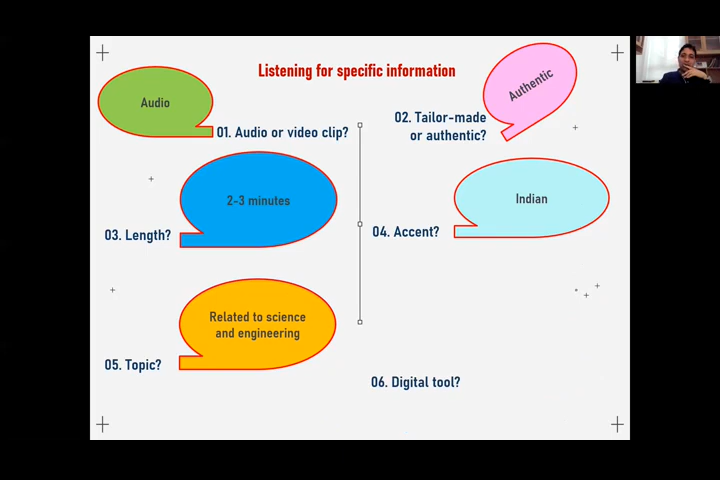 Listening for specific information
Audio
01. Audio or video clip?
Authentic
02. Tailor-made
or authentic?
2-3 minutes
03. Length?
Indian
04. Accent?
Related to science
and engineering
05. Topic?
06. Digital tool?